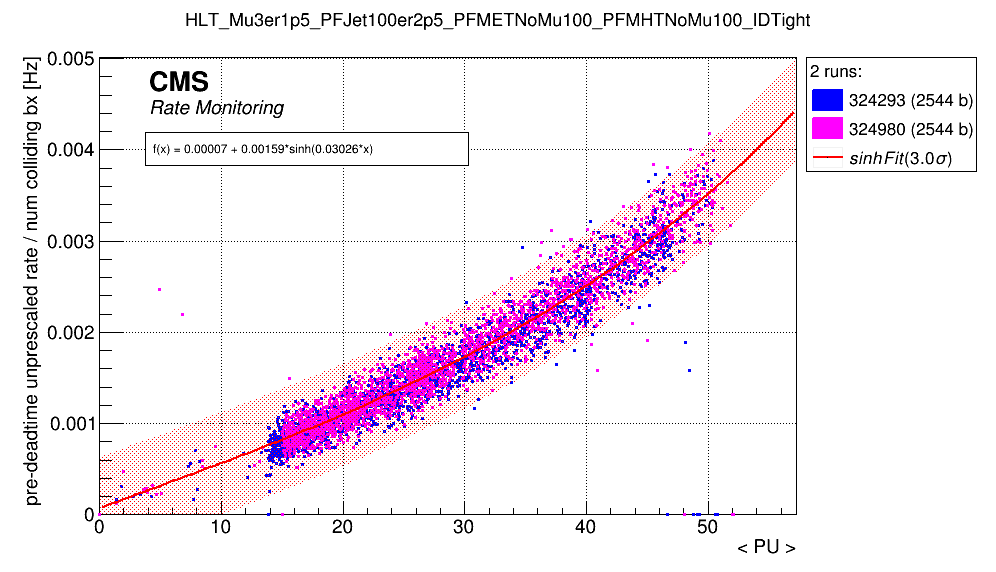 HLT_Mu3er1p5_PFJet100er2p5_PFMETNoMu100_PFMHTNoMu100_IDTight
pre-deadtime unprescaled rate / num colliding bx [Hz]
CMS
Rate Monitoring
f(x) = 0.00007 + 0.00159*sinh(0.03026*x)
2 runs:
324293 (2544 b)
324980 (2544 b)
sinhFit(3.0σ)
0.005
0.004
0.003
0.002
0.001
0
0 10 20 30 40 50
< PU >